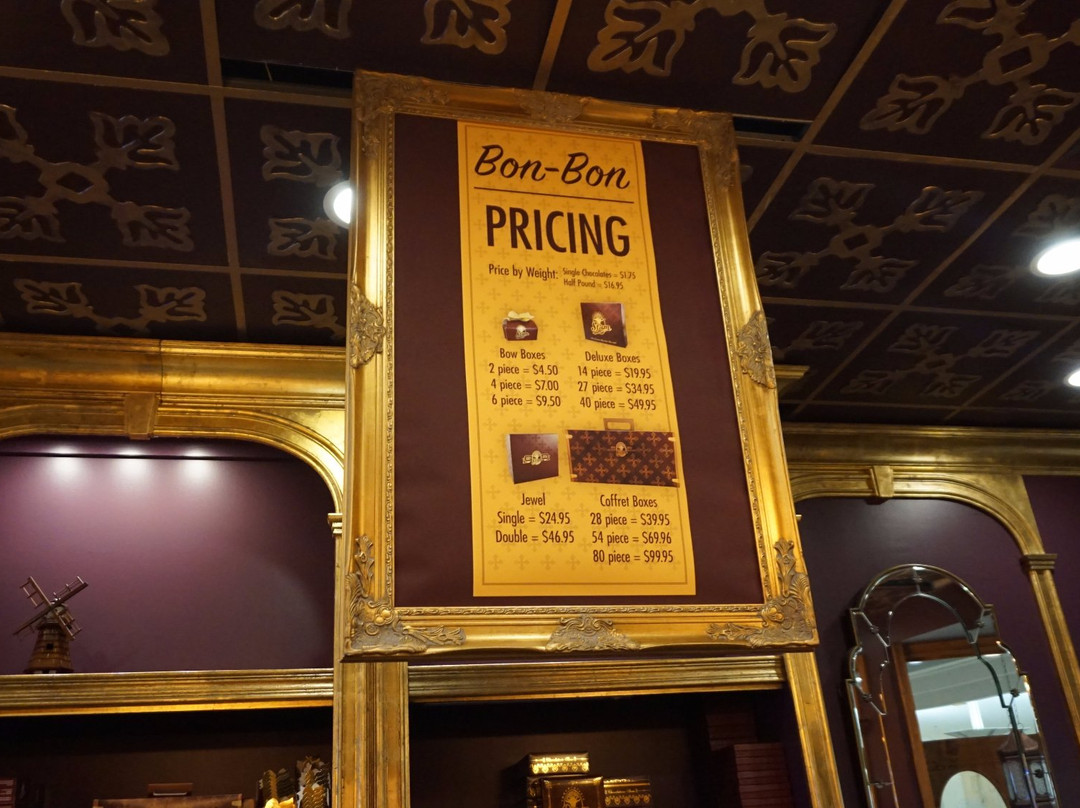 Bon-Bon
PRICING
Price by Weight: Single Chocolates = $1.75
Half Pound = $16.95
Bow Boxes
2 piece = $4.50
4 piece = $7.00
6 piece = $9.50
Deluxe Boxes
14 piece = $19.95
27 piece = $34.95
40 piece = $49.95
Jewel
Single = $24.95
Double = $46.95
Coffret Boxes
28 piece = $39.95
54 piece = $69.96
80 piece = $99.95